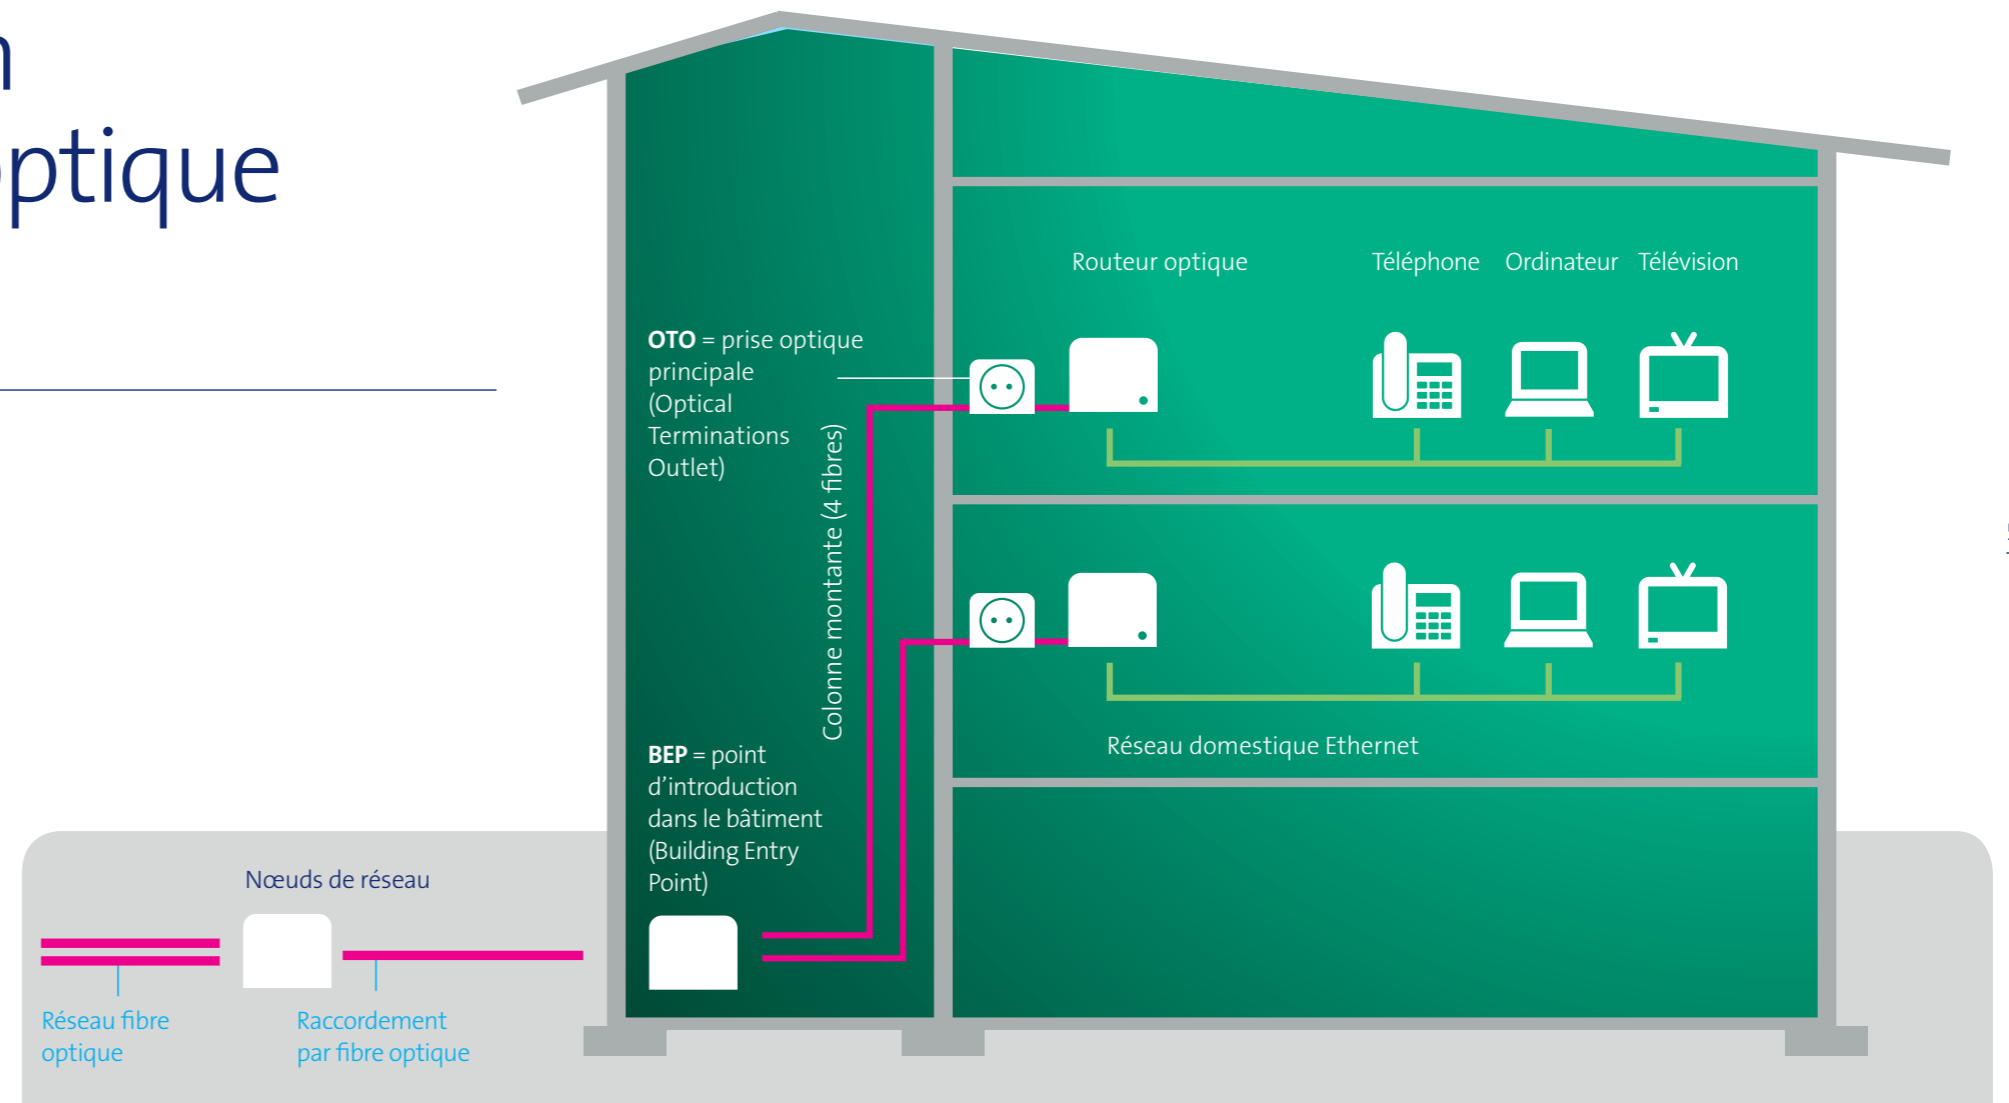 optique
Routeur optique
Téléphone
Ordinateur
Télévision
OTO = prise optique
principale
(Optical
Terminations
Outlet)
Colonne montante (4 fibres)
Réseau domestique Ethernet
BEP = point
d’introduction
dans le bâtiment
(Building Entry
Point)
Nœuds de réseau
Réseau fibre
optique
Raccordement
par fibre optique